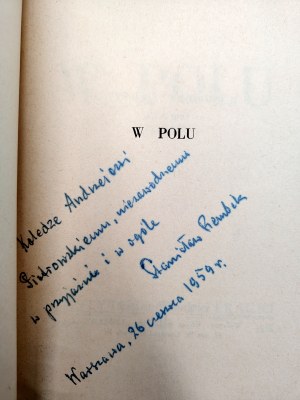 W POLU
Koledze Andrzejowi
Piotrowskiemu, niezawodnemu
w przyjaźni i w ogóle
Stanisław Rembek
Warszawa, 26 czerwca 1959 r.